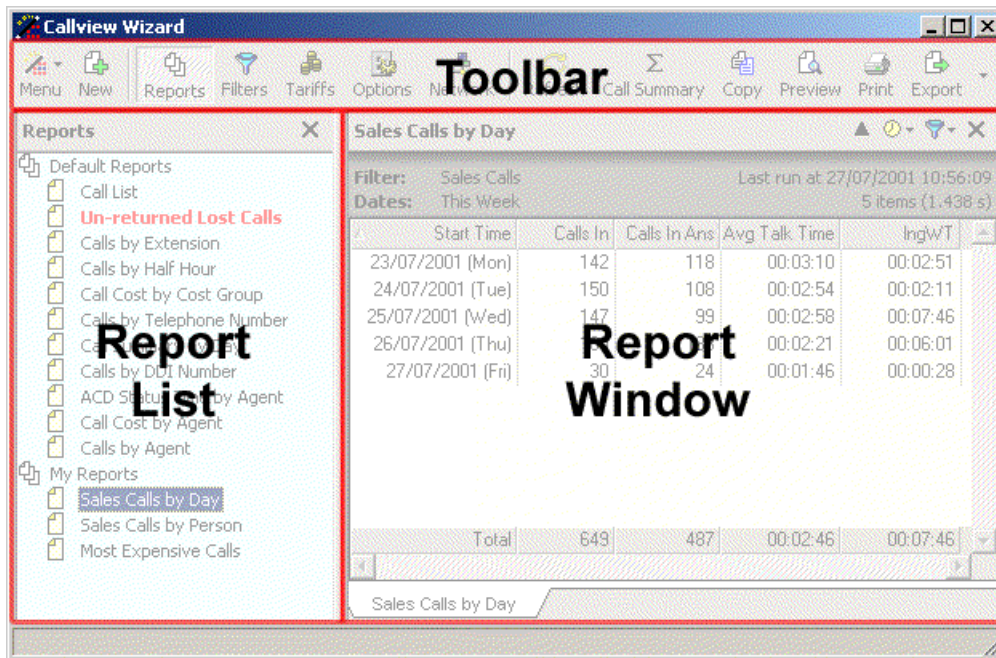 Callview Wizard
Menu New Reports Filters Tariffs Options Call Summary Copy Preview Print Export
Toolbar
Reports
Default Reports
Call List
Un-returned Lost Calls
Calls by Extension
Calls by Half Hour
Call Cost by Cost Group
Calls by Telephone Number
Calls by DDI Number
ACD Status by Agent
Call Cost by Agent
Calls by Agent
My Reports
Sales Calls by Day
Sales Calls by Person
Most Expensive Calls
Report
List
Sales Calls by Day
Filter: Sales Calls Last run at 27/07/2001 10:56:09
Dates: This Week 5 items (1.438 s)
Start Time Calls In Calls In Ans Avg Talk Time lngWT
23/07/2001 (Mon) 142 118 00:03:10 00:02:51
24/07/2001 (Tue) 150 108 00:02:54 00:02:11
25/07/2001 (Wed) 147 99 00:02:58 00:07:46
26/07/2001 (Thu) 00:02:21 00:06:01
27/07/2001 (Fri) 30 24 00:01:46 00:00:28
Report
Window
Total 649 487 00:02:46 00:07:46
Sales Calls by Day